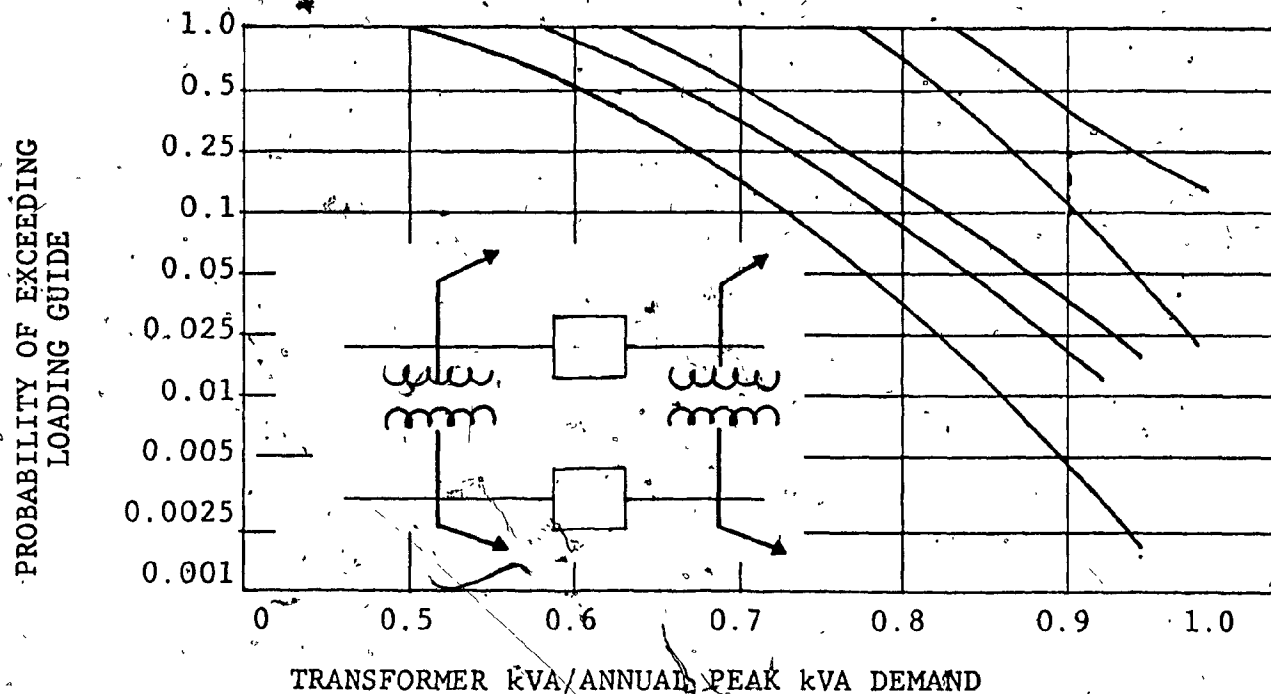 PROBABILITY OF EXCEEDING
LOADING GUIDE
1.0
0.5
0.25
0.1
0.05
0.025
0.01
0.005
0.0025
0.001
0 0.5 0.6 0.7 0.8 0.9 1.0
TRANSFORMER kVA/ANNUAL PEAK kVA DEMAND